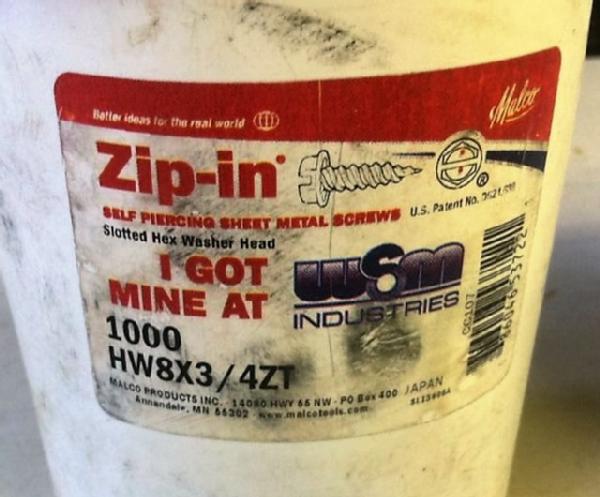 Better ideas for the real world
Malco
Zip-in®
SELF PIERCING SHEET METAL SCREWS
U.S. Patent No.
®
Slotted Hex Washer Head
I GOT
MINE AT
WSM
INDUSTRIES
1000
HW8X3/4ZT
MALCO PRODUCTS INC. · 14080 HWY 55 NW · PO Box 400 JAPAN
Annandale, MN 55302 · www.malcotools.com